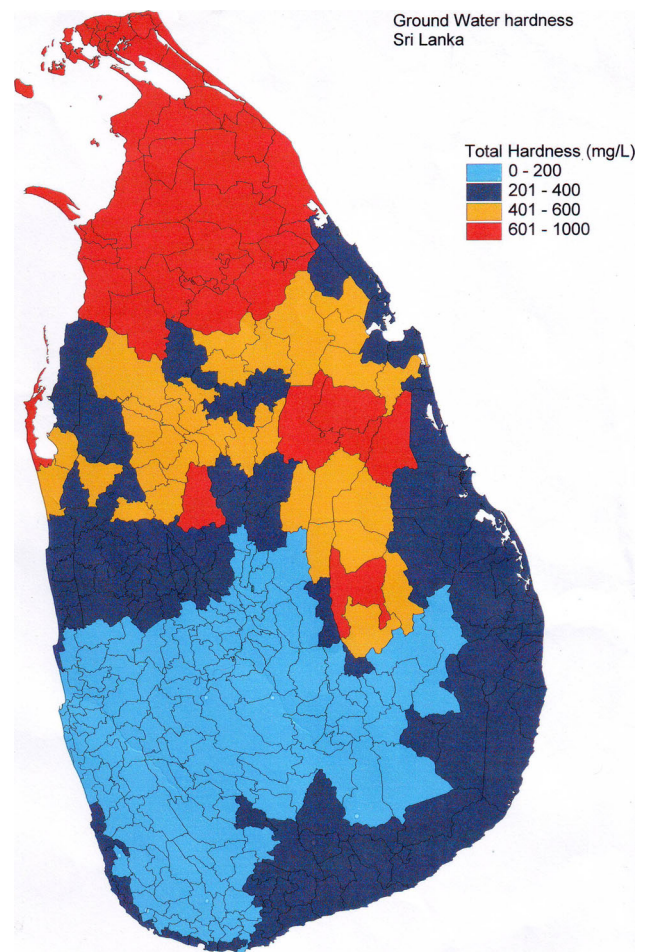 Ground Water hardness
Sri Lanka
Total Hardness (mg/L)
0 - 200
201 - 400
401 - 600
601 - 1000